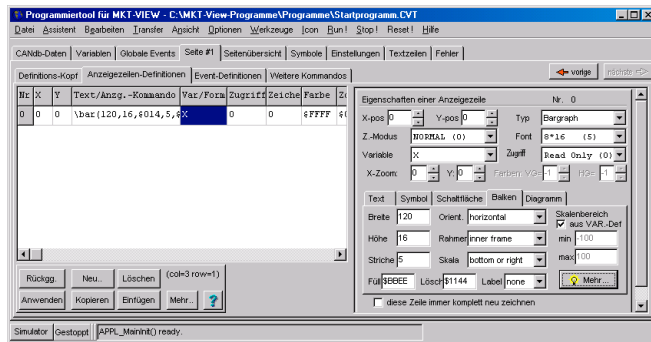 Programmiertool für MKT-VIEW - C:\MKT-View-Programme\Programme\Startprogramm.CVT
Datei Assistent Bearbeiten Transfer Ansicht Optionen Werkzeuge Icon Run! Stop! Reset! Hilfe
CANdb-Daten Variablen Globale Events Seite #1 Seitenübersicht Symbole Einstellungen Textzeilen Fehler
Definitions-Kopf Anzeigezeilen-Definitionen Event-Definitionen Weitere Kommandos vorige nächste
Nr X Y Text/Anzg.-Kommando Var/Form Zugriff Zeiche Farbe
0 0 0 \bar(120,16,$014,5,$ X 0 0 $FFFF
Eigenschaften einer Anzeigezeile Nr. 0
X-pos 0 Y-pos 0 Typ Bargraph
Z.-Modus NORMAL (0) Font 8*16 (5)
Variable X Zugriff Read Only (0)
X-Zoom: 0 Y: 0 Farben: VG= -1 HG= -1
Text Symbol Schaltfläche Balken Diagramm
Breite 120 Orient. horizontal Skalenbereich
aus VAR.-Def
Höhe 16 Rahmen inner frame min -100
Striche 5 Skala bottom or right max 100
Füll $BBEE Lösch $1144 Label none Mehr...
diese Zeile immer komplett neu zeichnen
Rückgg. Neu.. Löschen (col=3 row=1)
Anwenden Kopieren Einfügen Mehr.. ?
Simulator Gestoppt APPL_MainInit() ready.